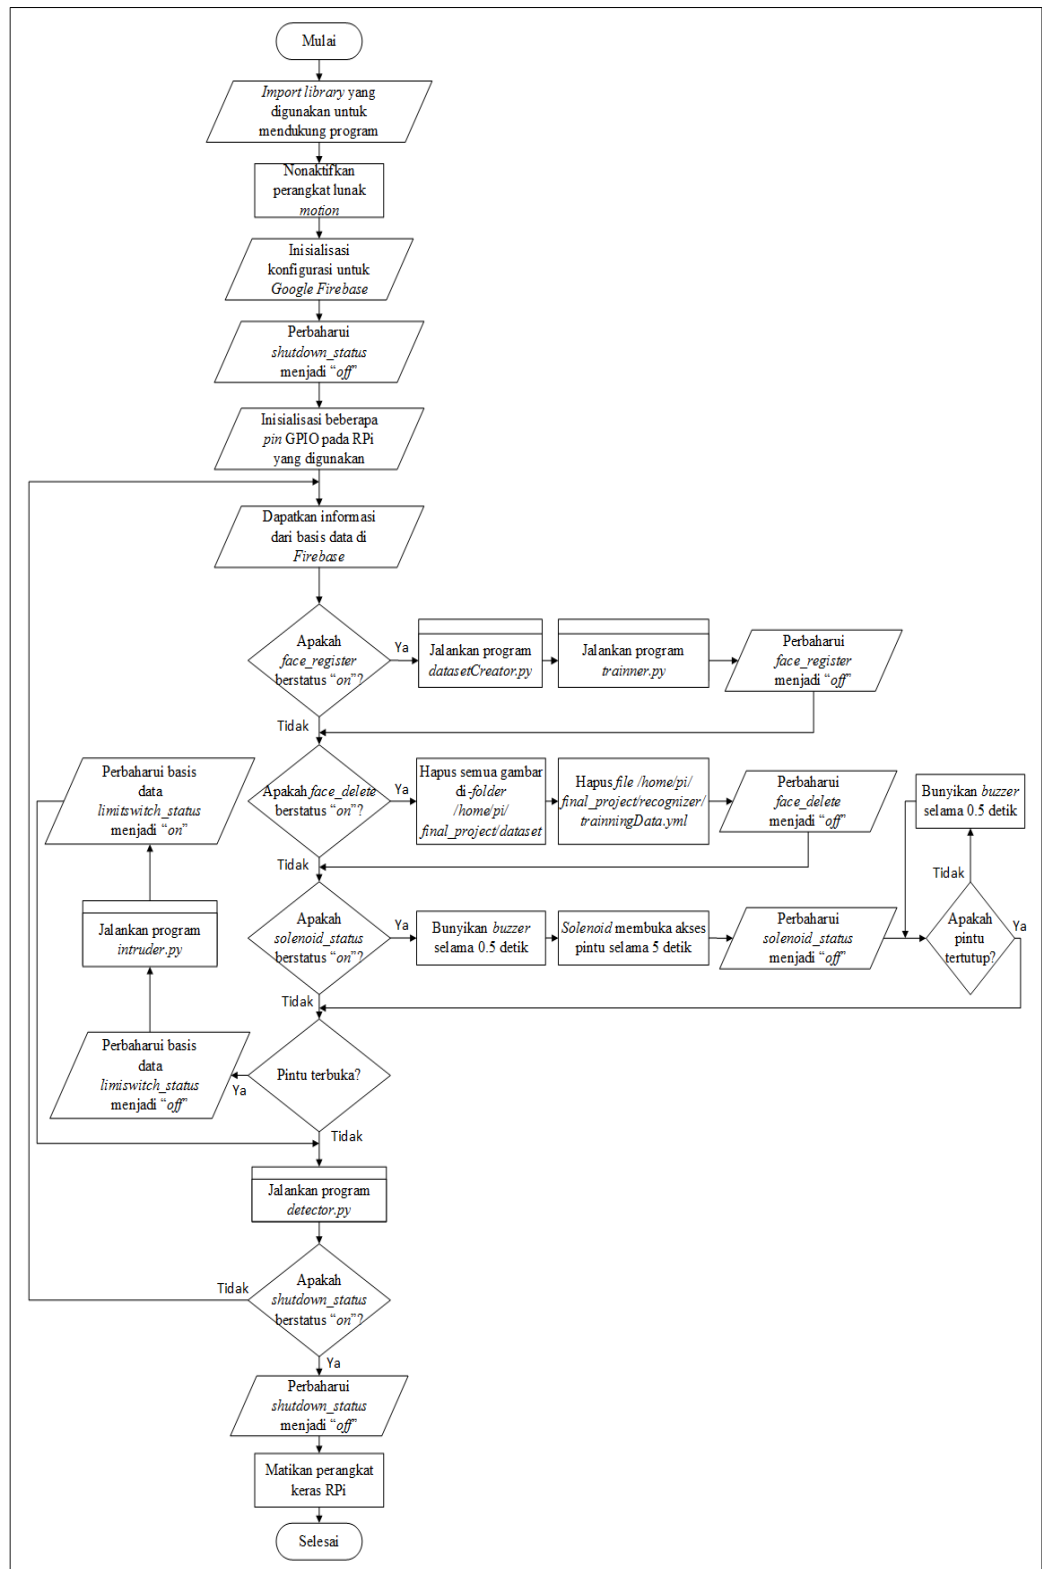 Mulai
Import library yang
digunakan untuk
mendukung program
Nonaktifkan
perangkat lunak
motion
Inisialisasi
konfigurasi untuk
Google Firebase
Perbaharui
shutdown_status
menjadi “off”
Inisialisasi beberapa
pin GPIO pada RPi
yang digunakan
Dapatkan informasi
dari basis data di
Firebase
Apakah
face_register
berstatus “on”?
Ya
Jalankan program
datasetCreator.py
Jalankan program
trainner.py
Perbaharui
face_register
menjadi “off”
Tidak
Apakah face_delete
berstatus “on”?
Ya
Hapus semua gambar
di-folder
/home/pi/
final_project/dataset
Hapus file /home/pi/
final_project/recognizer/
trainningData.yml
Perbaharui
face_delete
menjadi “off”
Tidak
Apakah
solenoid_status
berstatus “on”?
Ya
Bunyikan buzzer
selama 0.5 detik
Solenoid membuka akses
pintu selama 5 detik
Perbaharui
solenoid_status
menjadi “off”
Apakah
pintu
tertutup?
Tidak
Bunyikan buzzer
selama 0.5 detik
Ya
Tidak
Pintu terbuka?
Ya
Perbaharui basis
data
limiswitch_status
menjadi “off”
Jalankan program
intruder.py
Perbaharui basis
data
limitswitch_status
menjadi “on”
Tidak
Jalankan program
detector.py
Apakah
shutdown_status
berstatus “on”?
Tidak
Ya
Perbaharui
shutdown_status
menjadi “off”
Matikan perangkat
keras RPi
Selesai